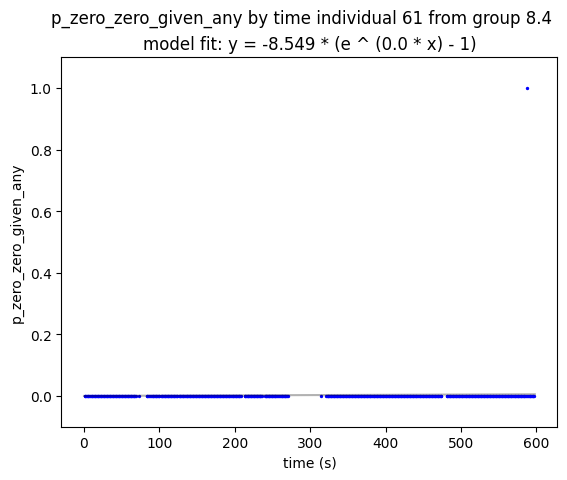 p_zero_zero_given_any by time individual 61 from group 8.4
model fit: y = -8.549 * (e ^ (0.0 * x) - 1)
1.0
0.8
0.6
0.4
0.2
0.0
p_zero_zero_given_any
0 100 200 300 400 500 600
time (s)